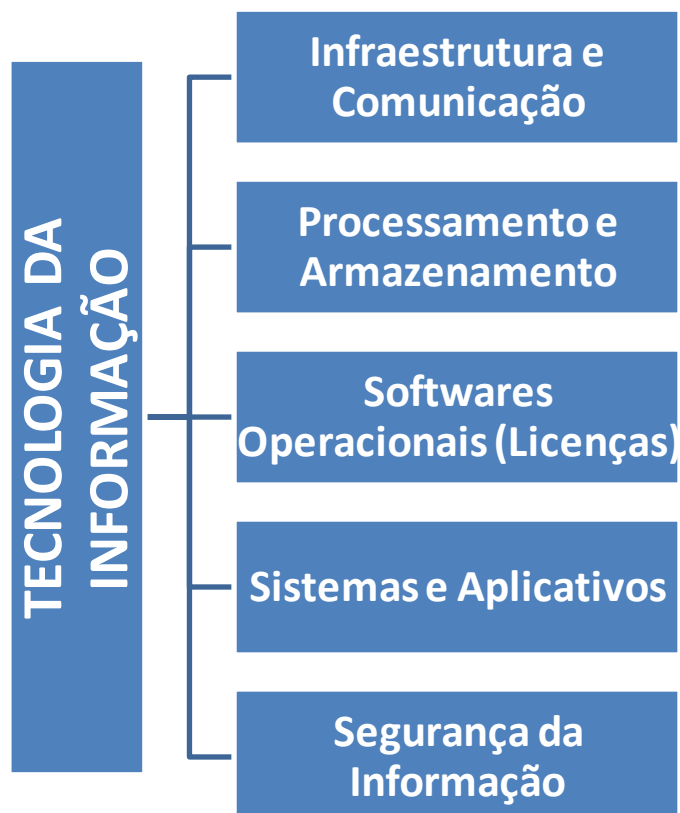 TECNOLOGIA DA
INFORMAÇÃO
Infraestrutura e
Comunicação
Processamento e
Armazenamento
Softwares
Operacionais (Licenças)
Sistemas e Aplicativos
Segurança da
Informação